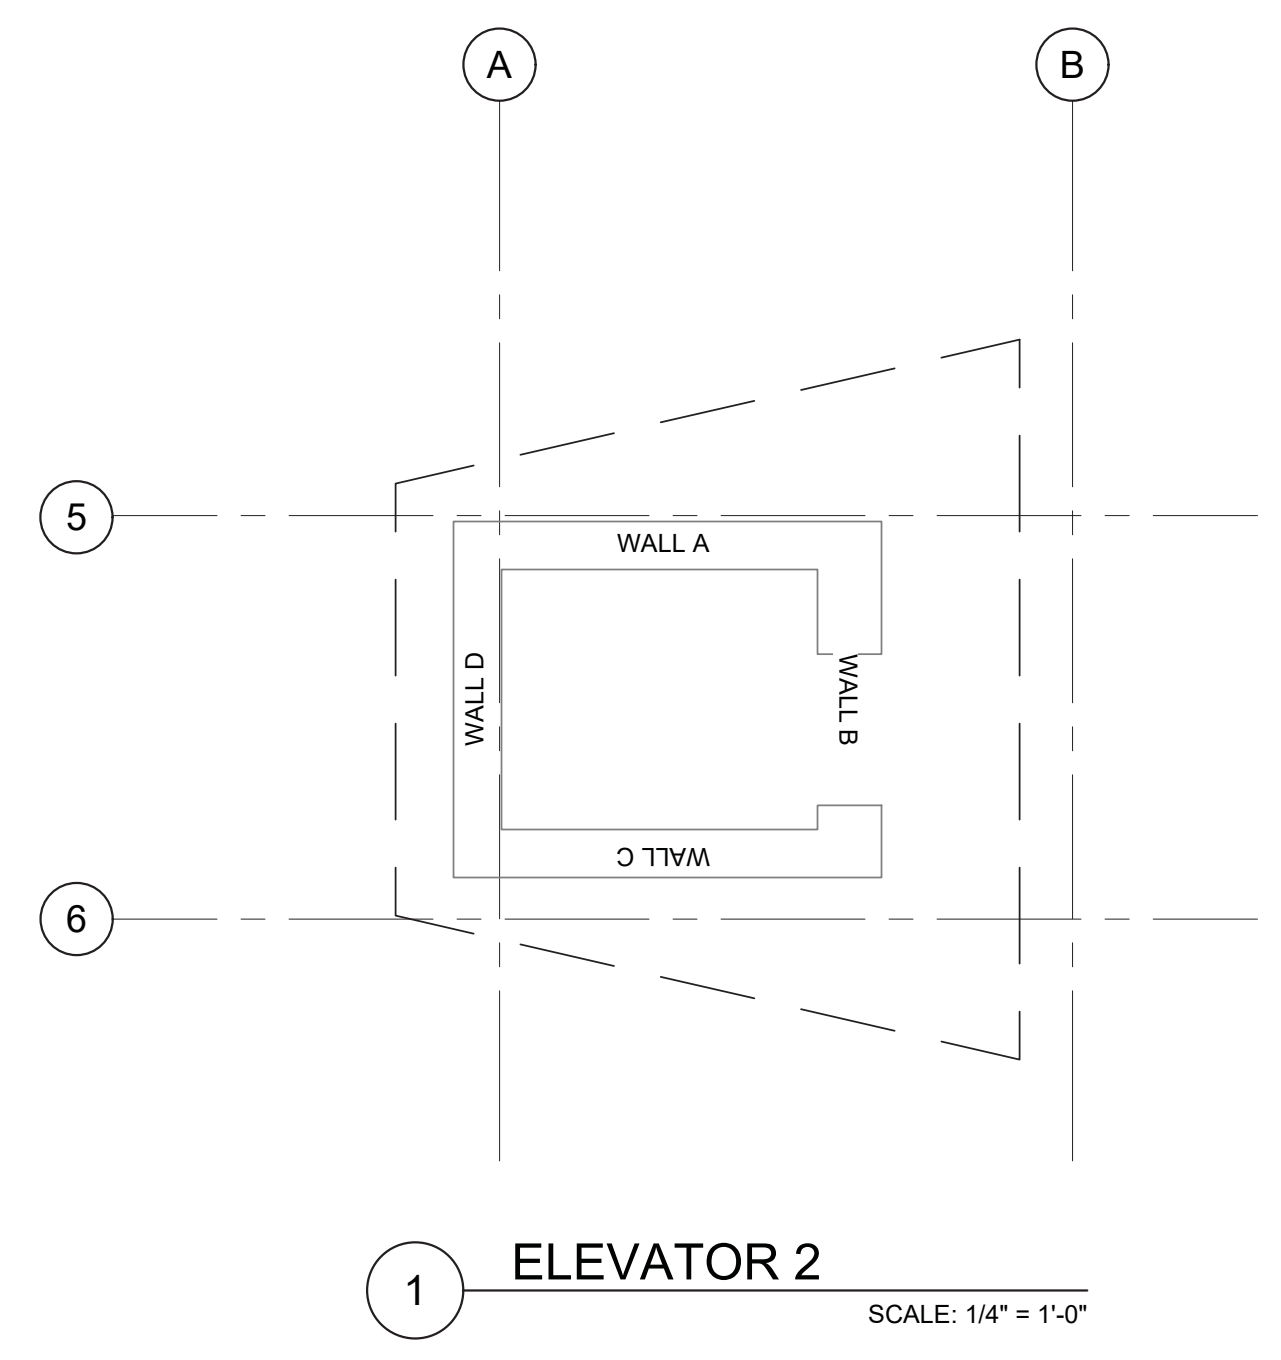 A
B
5
WALL A
WALL D
WALL B
WALL C
6
1
ELEVATOR 2
SCALE: 1/4" = 1'-0"